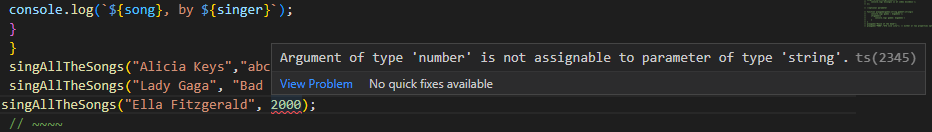 console.log(`${song}, by ${singer}`);
}
}
singAllTheSongs("Alicia Keys","abc
Argument of type 'number' is not assignable to parameter of type 'string'. ts(2345)
singAllTheSongs("Lady Gaga", "Bad
View Problem No quick fixes available
singAllTheSongs("Ella Fitzgerald", 2000);
// ~~~~